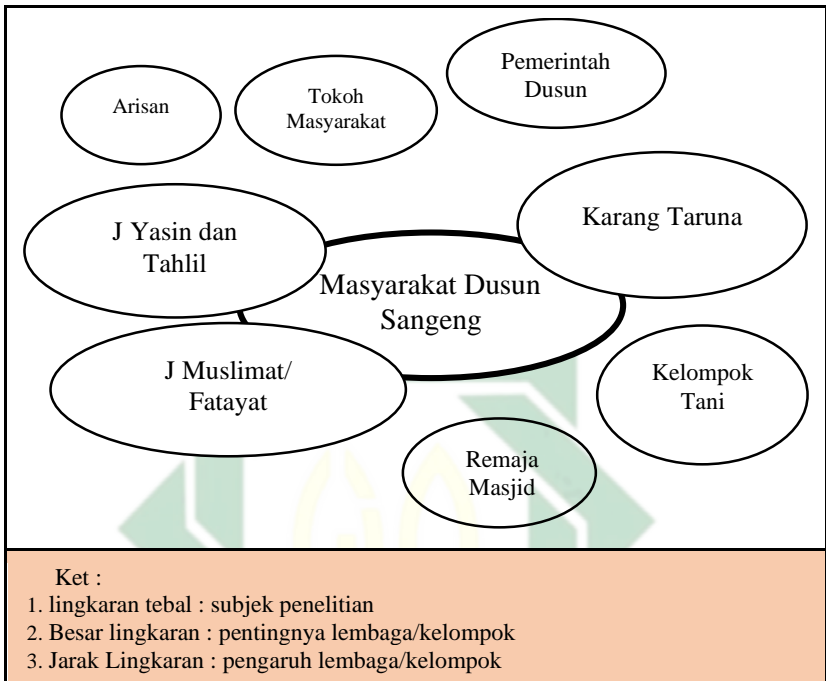 Pemerintah
Dusun
Arisan
Tokoh
Masyarakat
Karang Taruna
J Yasin dan
Tahlil
Masyarakat Dusun
Sangeng
J Muslimat/
Fatayat
Kelompok
Tani
Remaja
Masjid
Ket :
1. lingkaran tebal : subjek penelitian
2. Besar lingkaran : pentingnya lembaga/kelompok
3. Jarak Lingkaran : pengaruh lembaga/kelompok